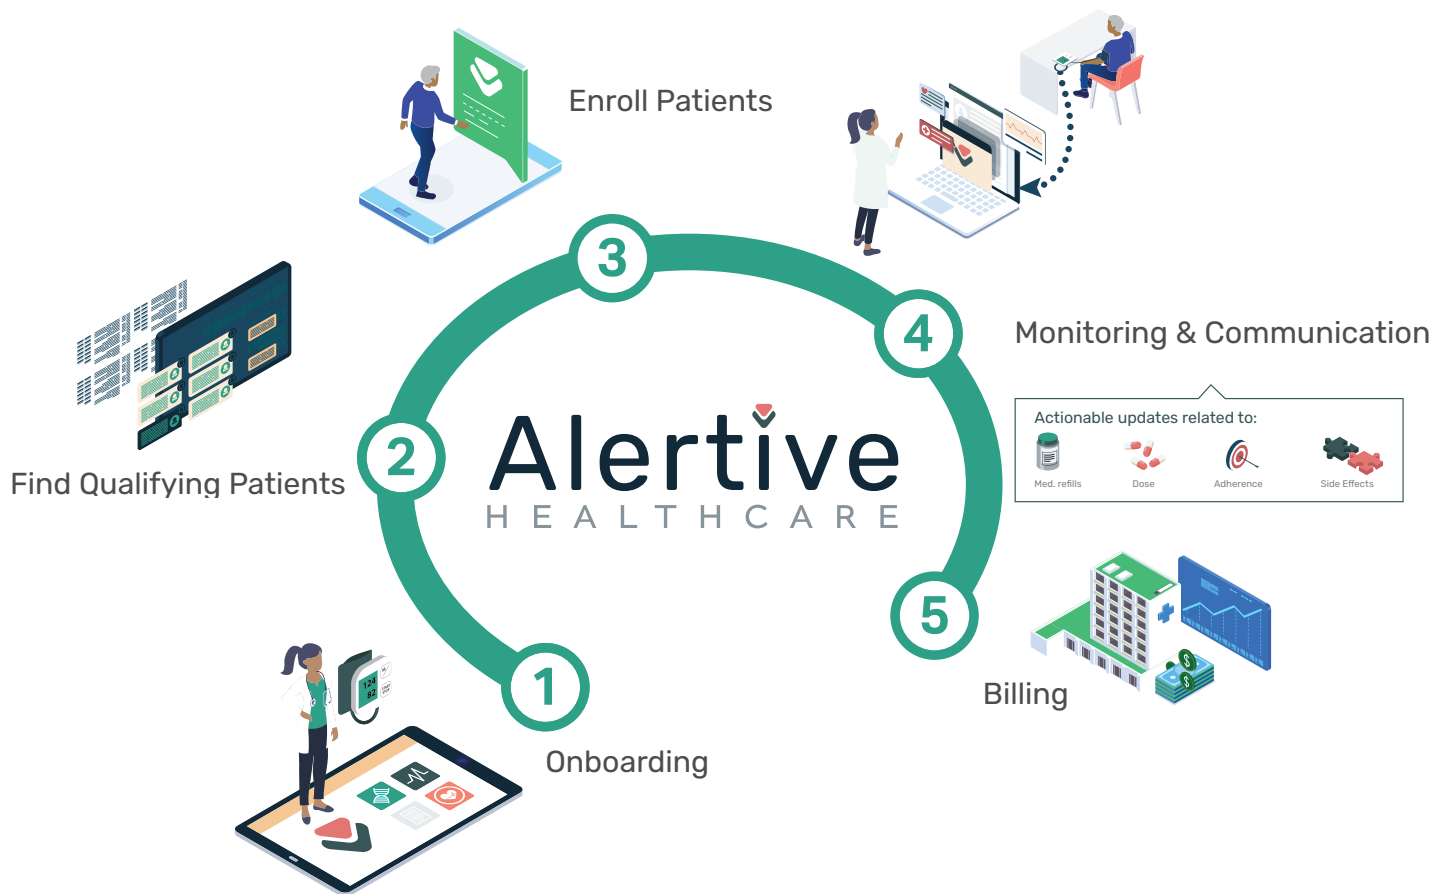 Enroll Patients
3
4
Monitoring & Communication
Actionable updates related to:
Med. refills
Dose
Adherence
Side Effects
2
Find Qualifying Patients
Alertive
HEALTHCARE
5
Billing
1
Onboarding
124
82
$
$
$